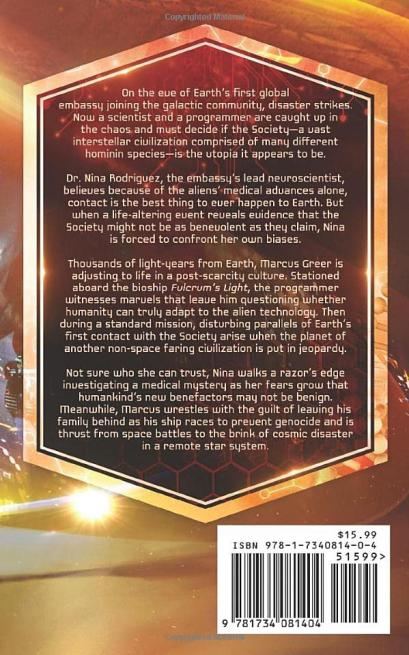 Copyrighted Material
On the eve of Earth's first global
embassy joining the galactic community, disaster strikes.
Now a scientist and a programmer are caught up in
the chaos and must decide if the Society—a vast
interstellar civilization comprised of many different
hominin species—is the utopia it appears to be.
Dr. Nina Rodriguez, the embassy's lead neuroscientist,
believes because of the aliens' medical advances alone,
contact is the best thing to ever happen to Earth. But
when a life-altering event reveals evidence that the
Society might not be as benevolent as they claim, Nina
is forced to confront her own biases.
Thousands of light-years from Earth, Marcus Greer is
adjusting to life in a post-scarcity culture. Stationed
aboard the bioship Fulcrum's Light, the programmer
witnesses marvels that leave him questioning whether
humanity can truly adapt to the alien technology. Then
during a standard mission, disturbing parallels of Earth's
first contact with the Society arise when the planet of
another non-space faring civilization is put in jeopardy.
Not sure who she can trust, Nina walks a razor's edge
investigating a medical mystery as her fears grow that
humankind's new benefactors may not be benign.
Meanwhile, Marcus wrestles with the guilt of leaving his
family behind as his ship races to prevent genocide and is
thrust from space battles to the brink of cosmic disaster
in a remote star system.
$15.99
ISBN 978-1-7340814-0-4
51599>
9 781734 081404
Copyrighted Material